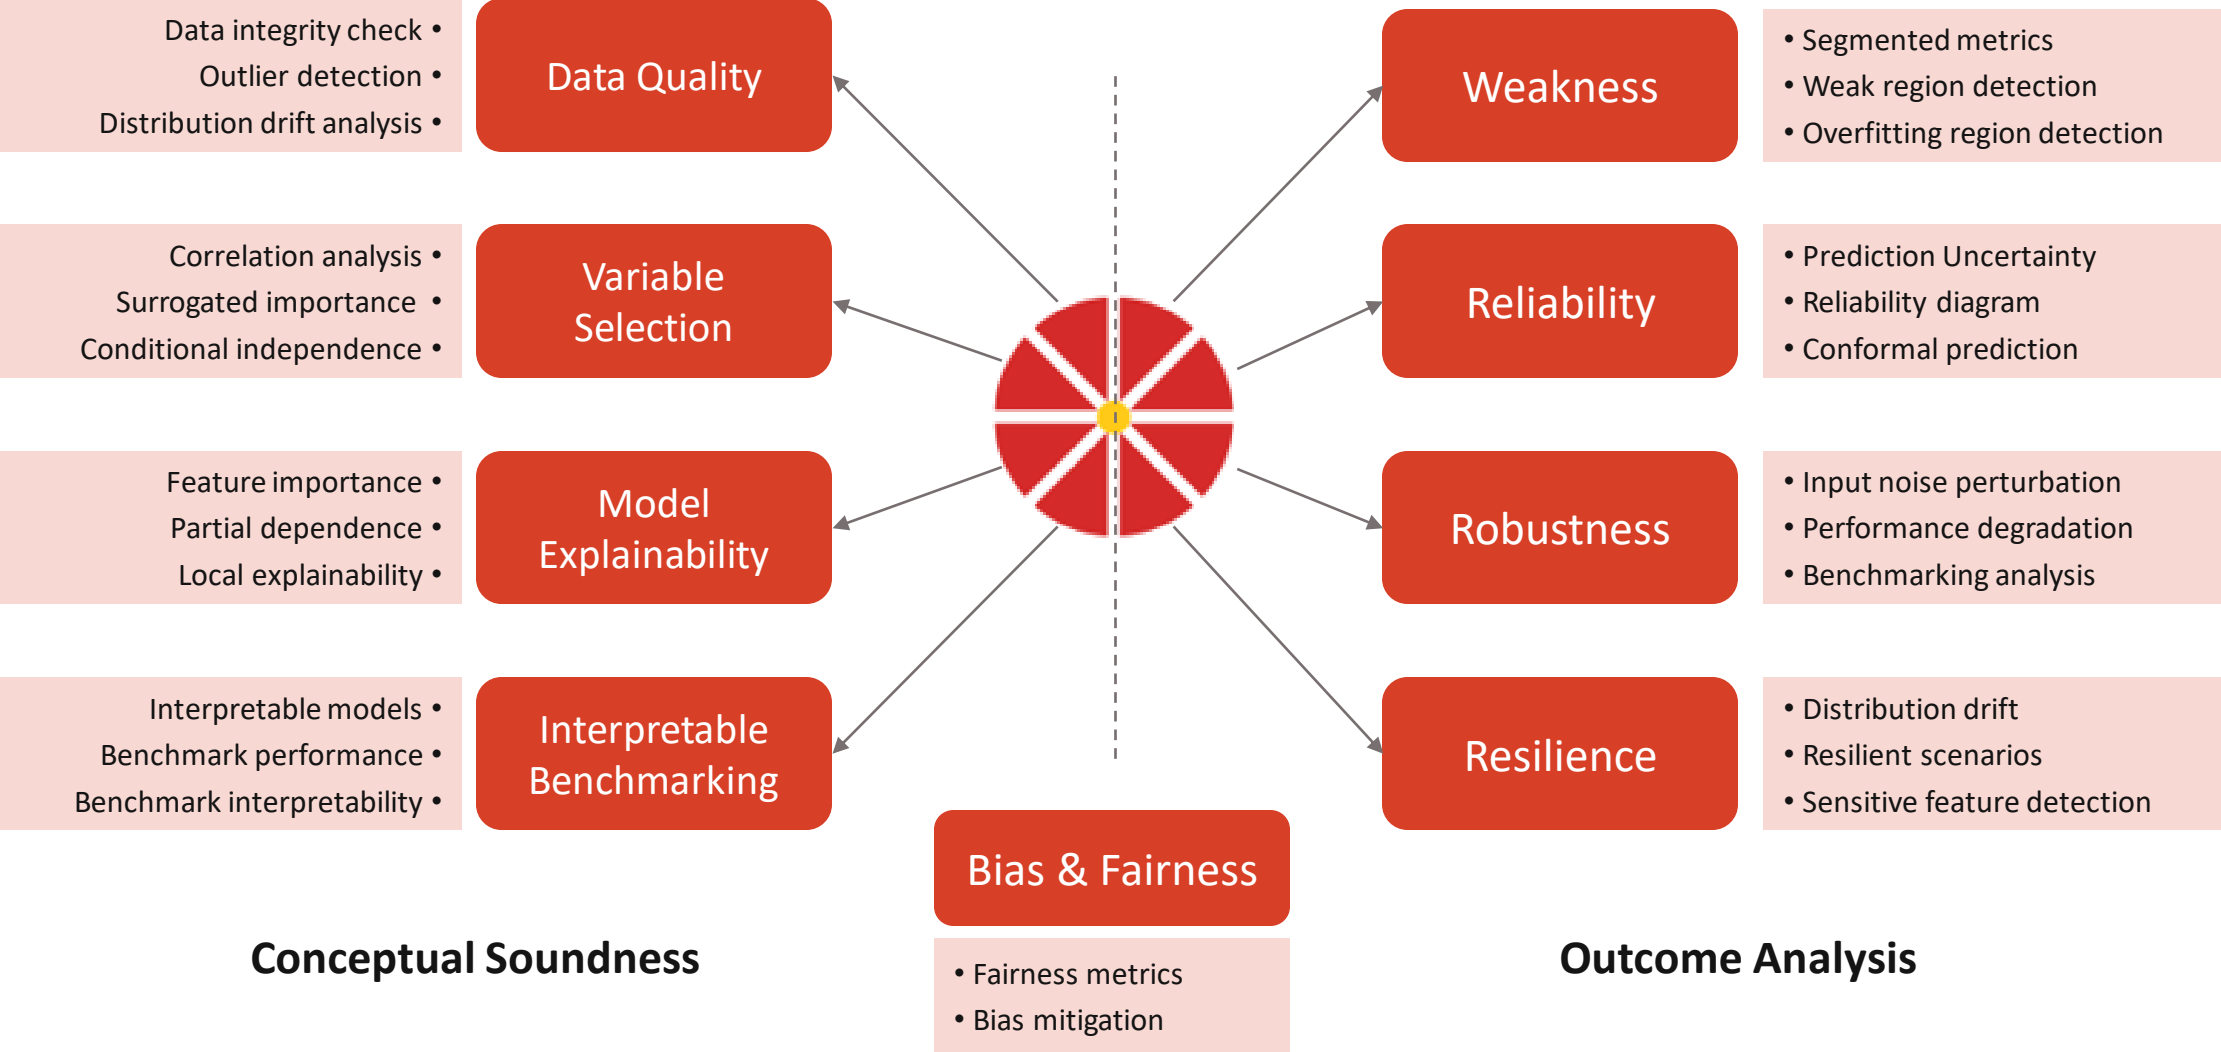 • Data integrity check
• Outlier detection
• Distribution drift analysis
Data Quality
• Correlation analysis
• Surrogated importance
• Conditional independence
Variable
Selection
• Feature importance
• Partial dependence
• Local explainability
Model
Explainability
• Interpretable models
• Benchmark performance
• Benchmark interpretability
Interpretable
Benchmarking
Conceptual Soundness
Weakness
• Segmented metrics
• Weak region detection
• Overfitting region detection
Reliability
• Prediction Uncertainty
• Reliability diagram
• Conformal prediction
Robustness
• Input noise perturbation
• Performance degradation
• Benchmarking analysis
Resilience
• Distribution drift
• Resilient scenarios
• Sensitive feature detection
Outcome Analysis
Bias & Fairness
• Fairness metrics
• Bias mitigation